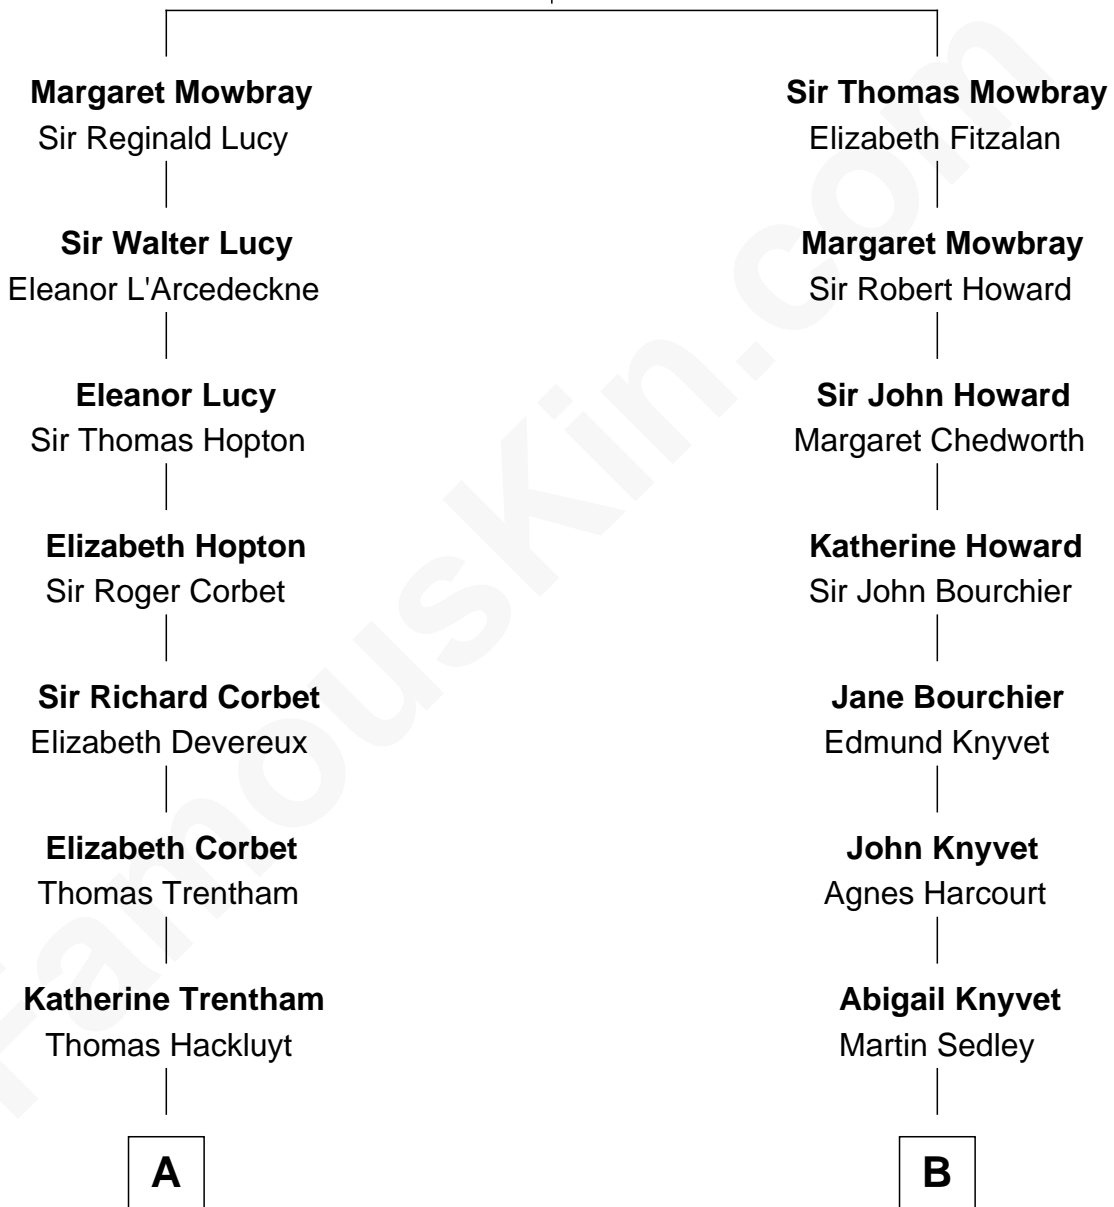 Margaret Mowbray
Sir Reginald Lucy
Sir Walter Lucy
Eleanor L'Arcedeckne
Eleanor Lucy
Sir Thomas Hopton
Elizabeth Hopton
Sir Roger Corbet
Sir Richard Corbet
Elizabeth Devereux
Elizabeth Corbet
Thomas Trentham
Katherine Trentham
Thomas Hackluyt
A
Sir Thomas Mowbray
Elizabeth Fitzalan
Margaret Mowbray
Sir Robert Howard
Sir John Howard
Margaret Chedworth
Katherine Howard
Sir John Bourchier
Jane Bourchier
Edmund Knyvet
John Knyvet
Agnes Harcourt
Abigail Knyvet
Martin Sedley
B
FamousKin.com